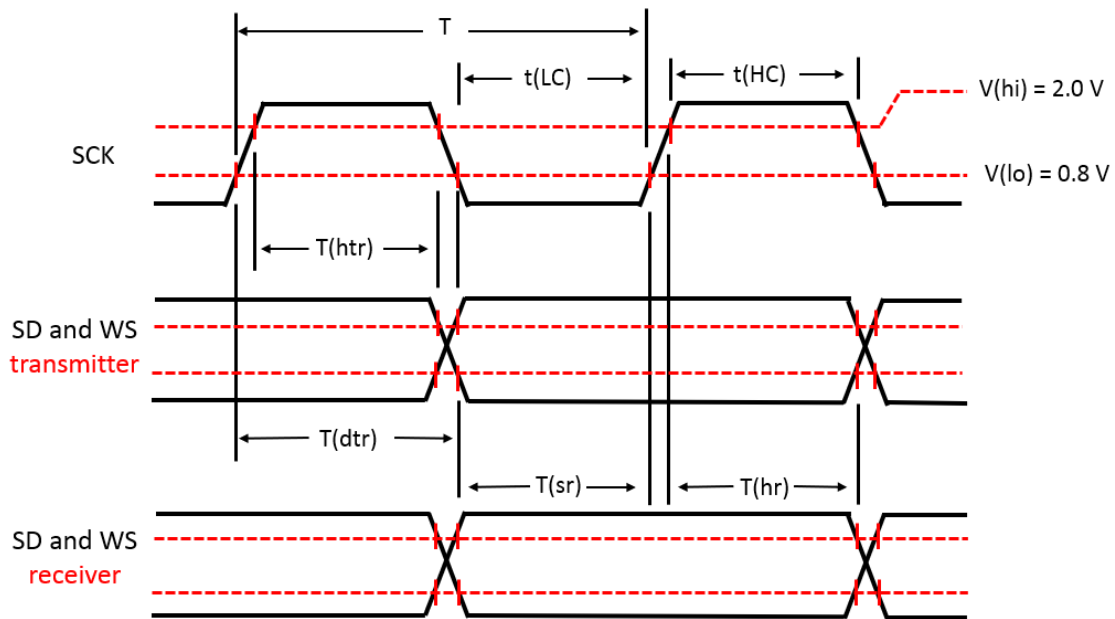 T
t(LC)
t(HC)
V(hi) = 2.0 V
SCK
V(lo) = 0.8 V
T(htr)
SD and WS
transmitter
T(dtr)
T(sr)
T(hr)
SD and WS
receiver